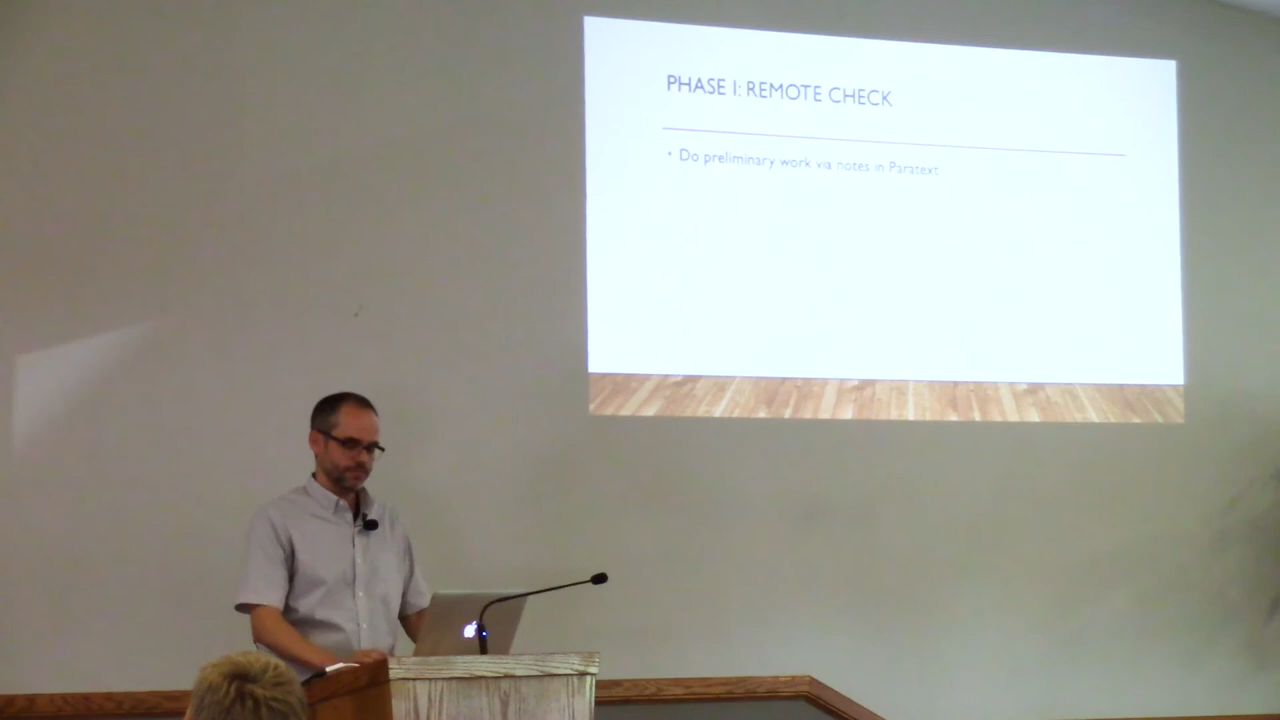 PHASE I: REMOTE CHECK
• Do preliminary work via notes in Paratext